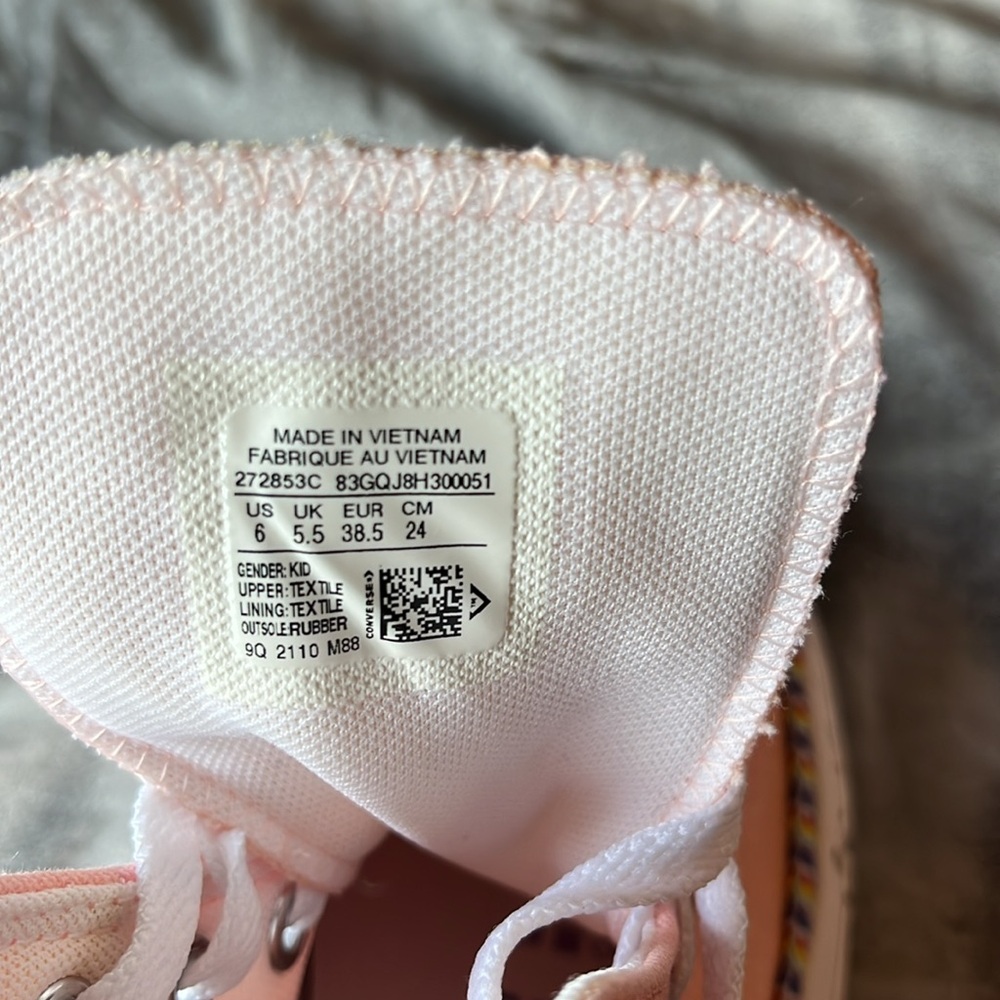 MADE IN VIETNAM
FABRIQUE AU VIETNAM
272853C 83GQJ8H300051
US UK EUR CM
6 5.5 38.5 24
GENDER: KID
UPPER: TEXTILE
LINING: TEXTILE
OUTSOLE: RUBBER
9Q 2110 M88
CONVERSE
TM